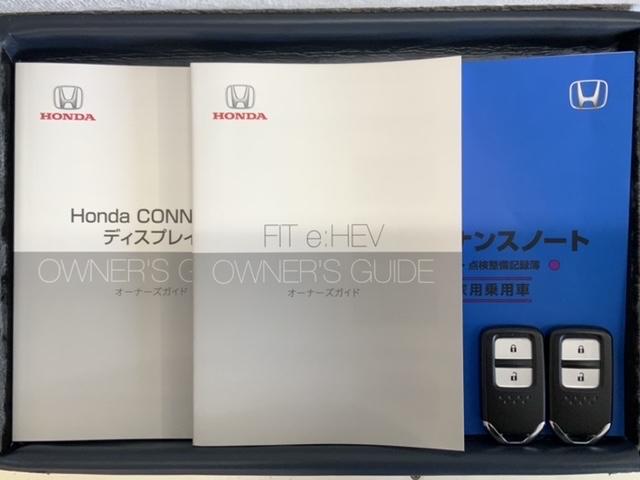 HONDA
Honda CONN
ディスプレイ
OWNER'S G
オーナーズガイド
HONDA
FIT e:HEV
OWNER'S GUIDE
オーナーズガイド
ナンスノート
・点検整備記録簿
家用乗用車